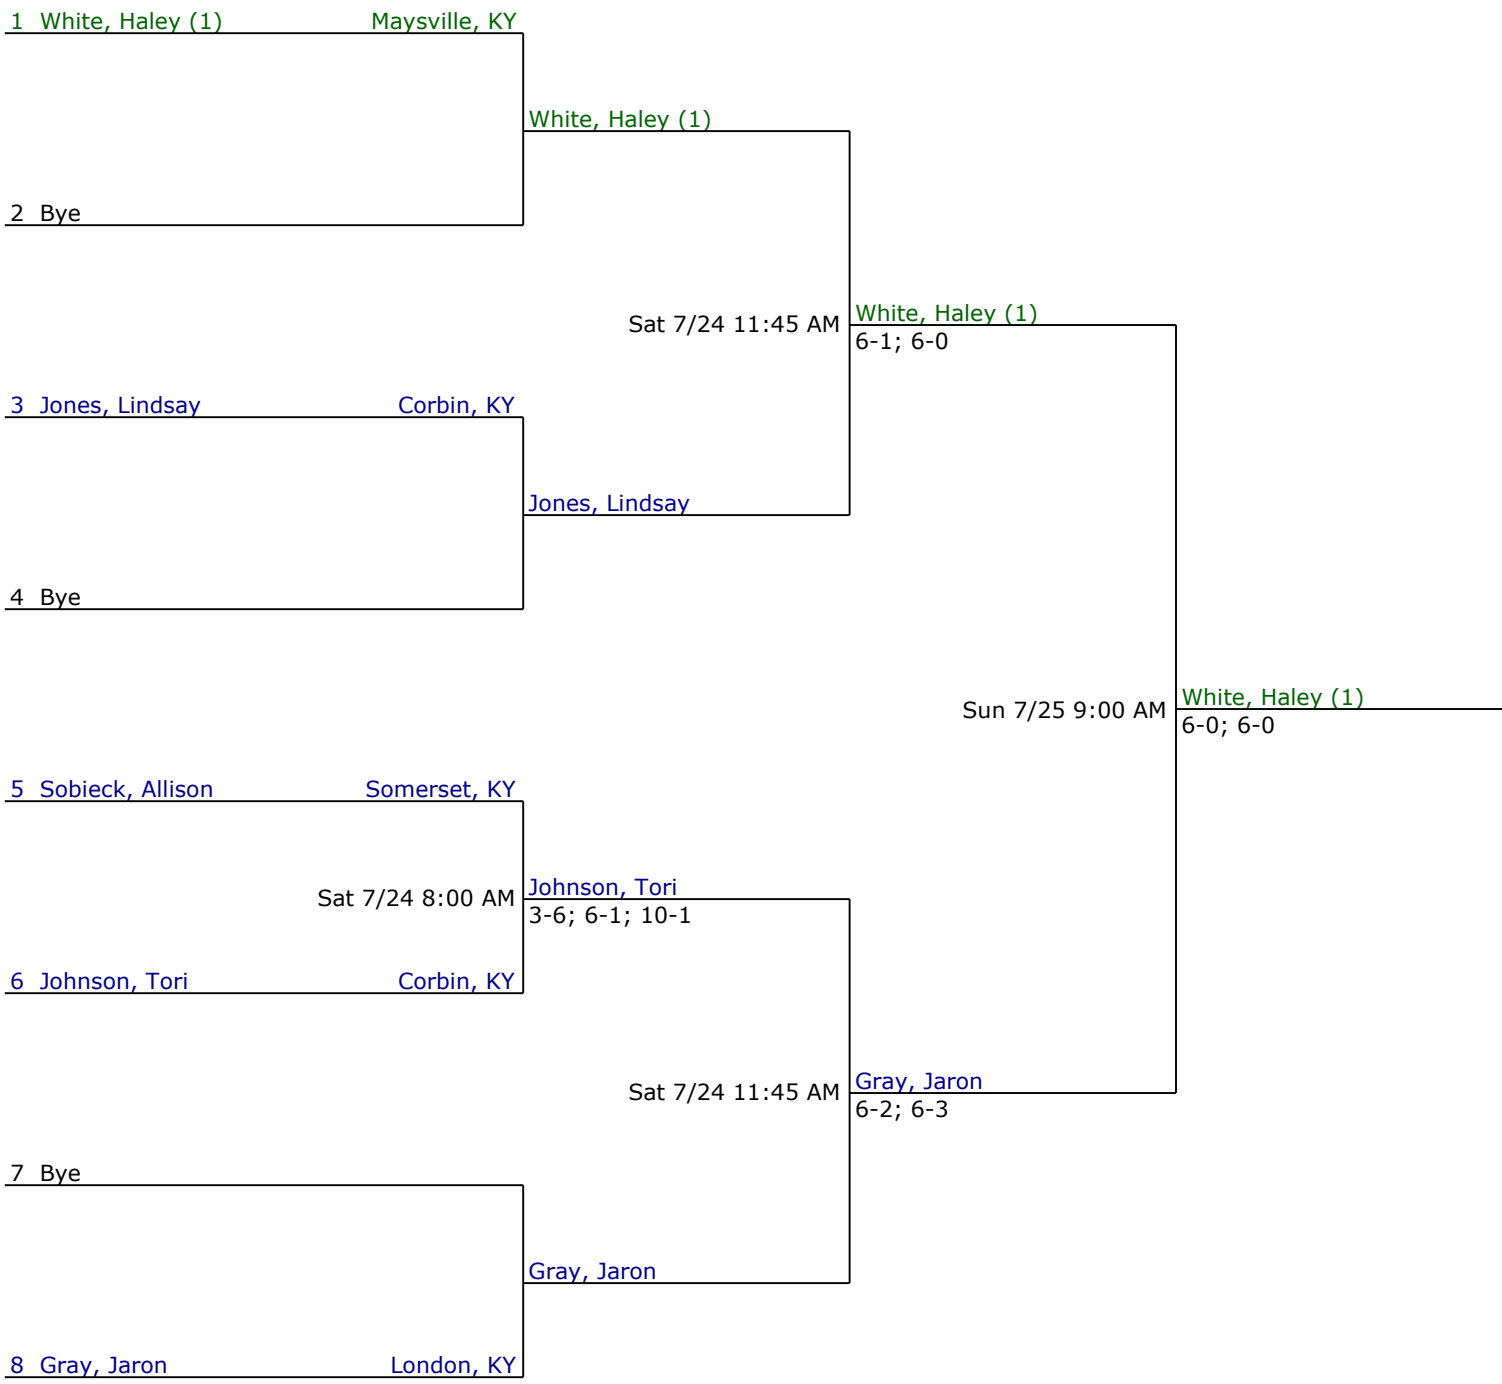 1 White, Haley (1) Maysville, KY
White, Haley (1)
2 Bye
Sat 7/24 11:45 AM
White, Haley (1)
6-1; 6-0
3 Jones, Lindsay Corbin, KY
Jones, Lindsay
4 Bye
Sun 7/25 9:00 AM
White, Haley (1)
6-0; 6-0
5 Sobieck, Allison Somerset, KY
Sat 7/24 8:00 AM
Johnson, Tori
3-6; 6-1; 10-1
6 Johnson, Tori Corbin, KY
Sat 7/24 11:45 AM
Gray, Jaron
6-2; 6-3
7 Bye
Gray, Jaron
8 Gray, Jaron London, KY